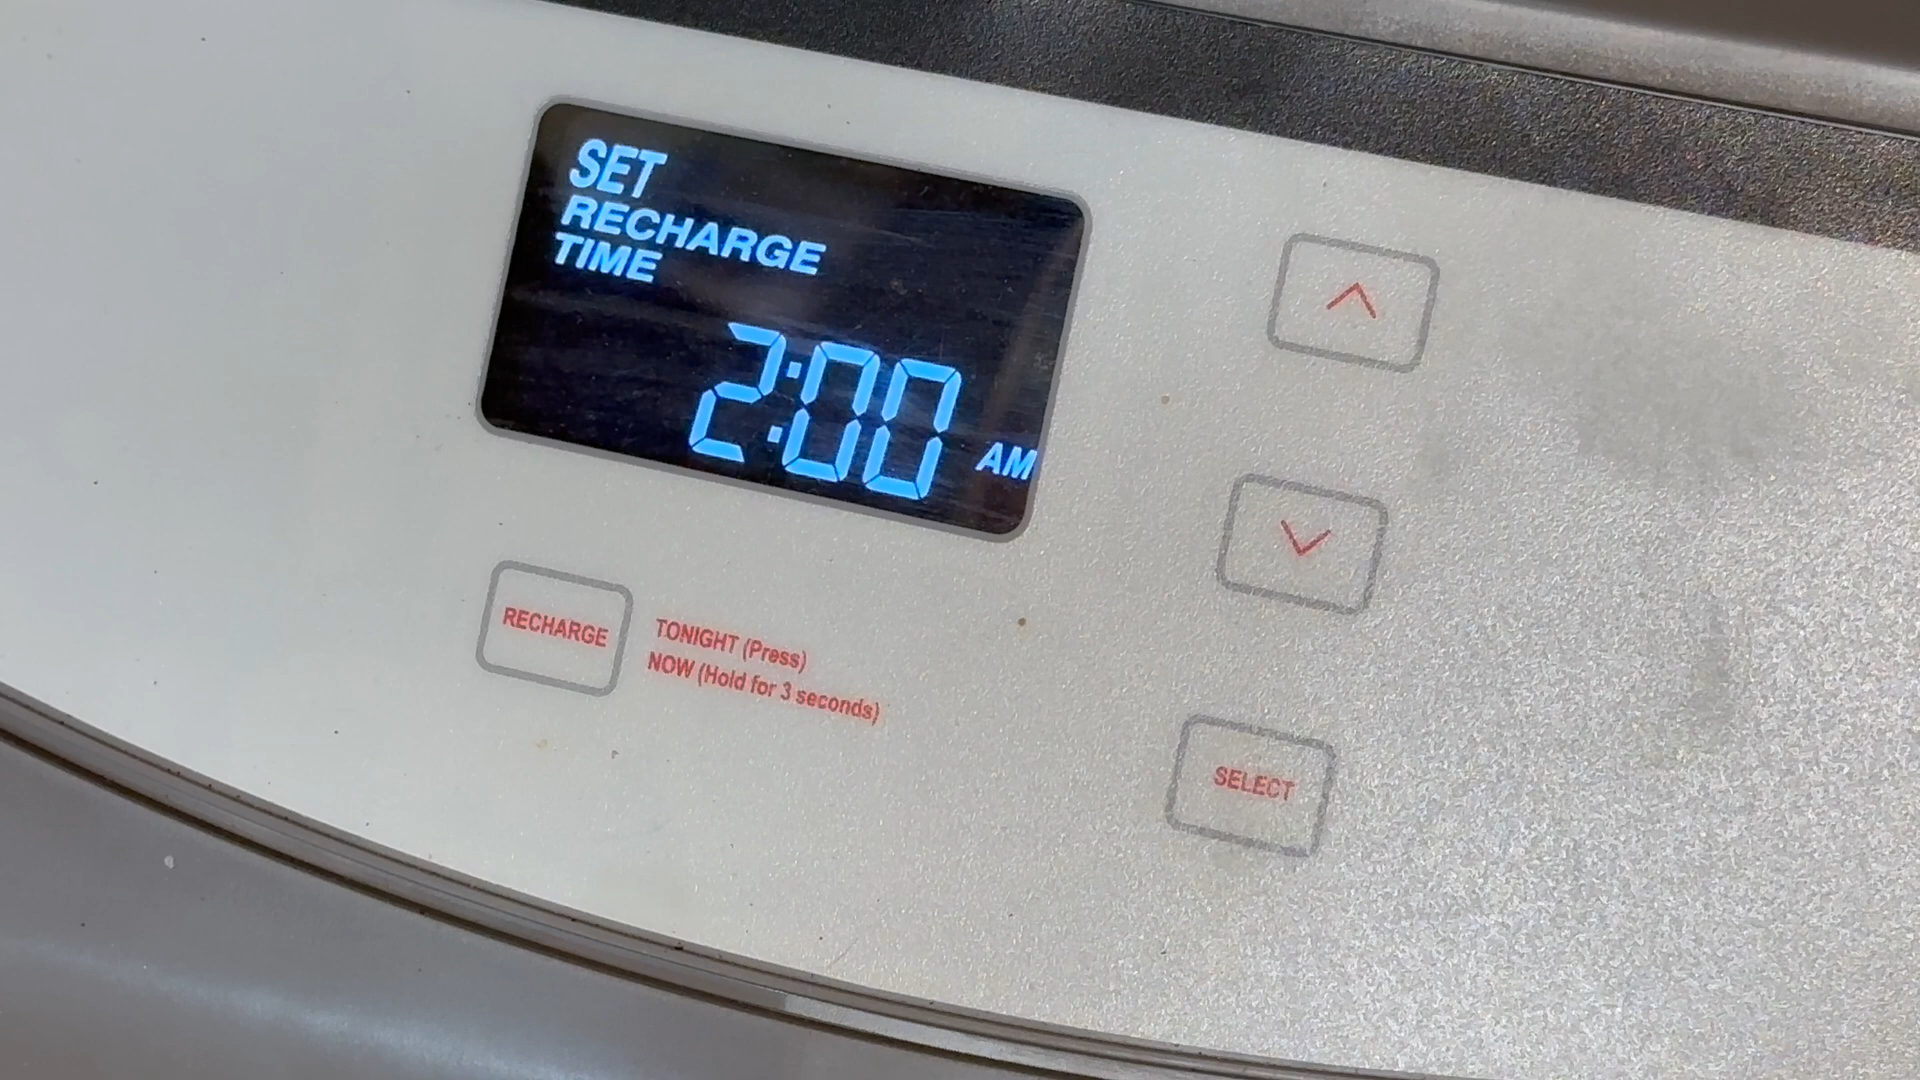 SET
RECHARGE
TIME
2:00 AM
RECHARGE
TONIGHT (Press)
NOW (Hold for 3 seconds)
SELECT